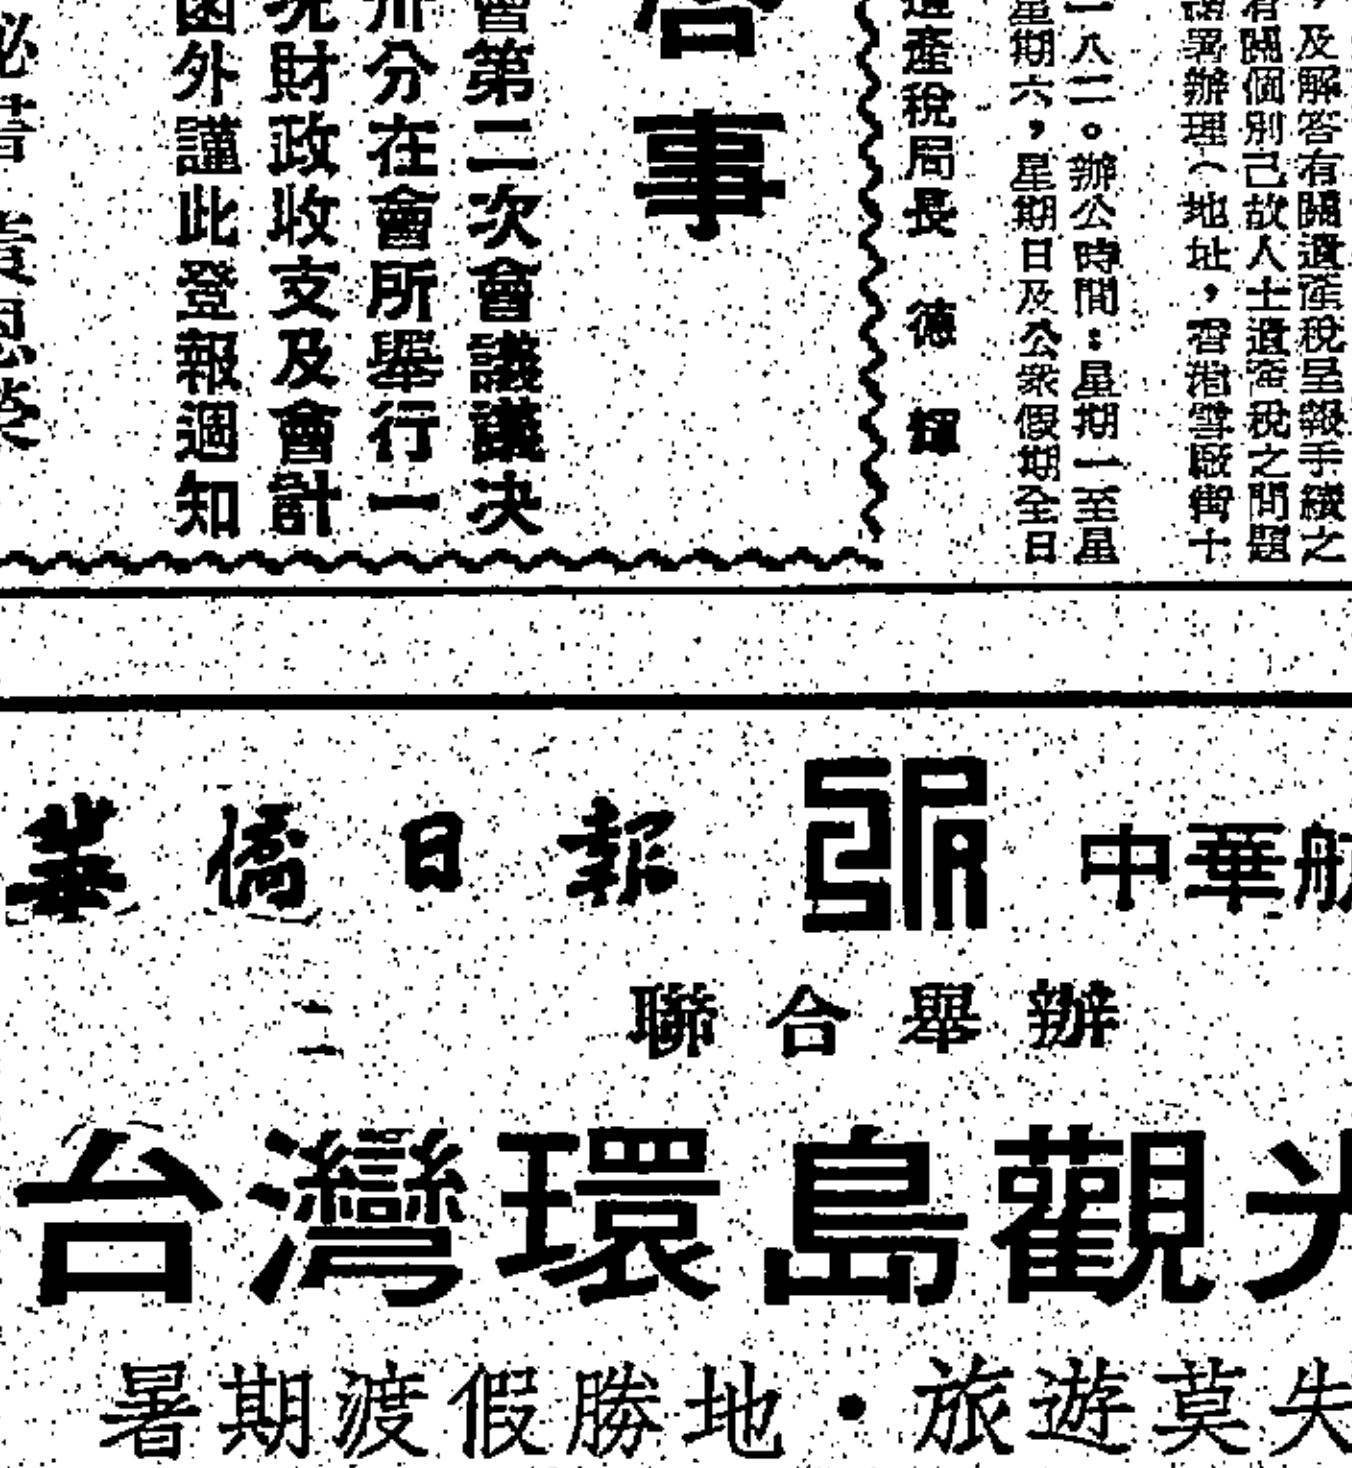 ，及解答有關遺產稅呈報手續之
有關個別己故人士遺產稅之問題
署辦理（地址，香港雪廠街十
一八二。辦公時間：星期一至星
星期六，星期日及公衆假期全日
遺產稅局長 德輝
啓事
會第二次會議議决
卅分在會所舉行一
況財政收支及會計
函外謹此登報週知
秘書
華僑日報 中華航
聯合舉辦
台灣環島觀光
暑期渡假勝地・旅遊莫失